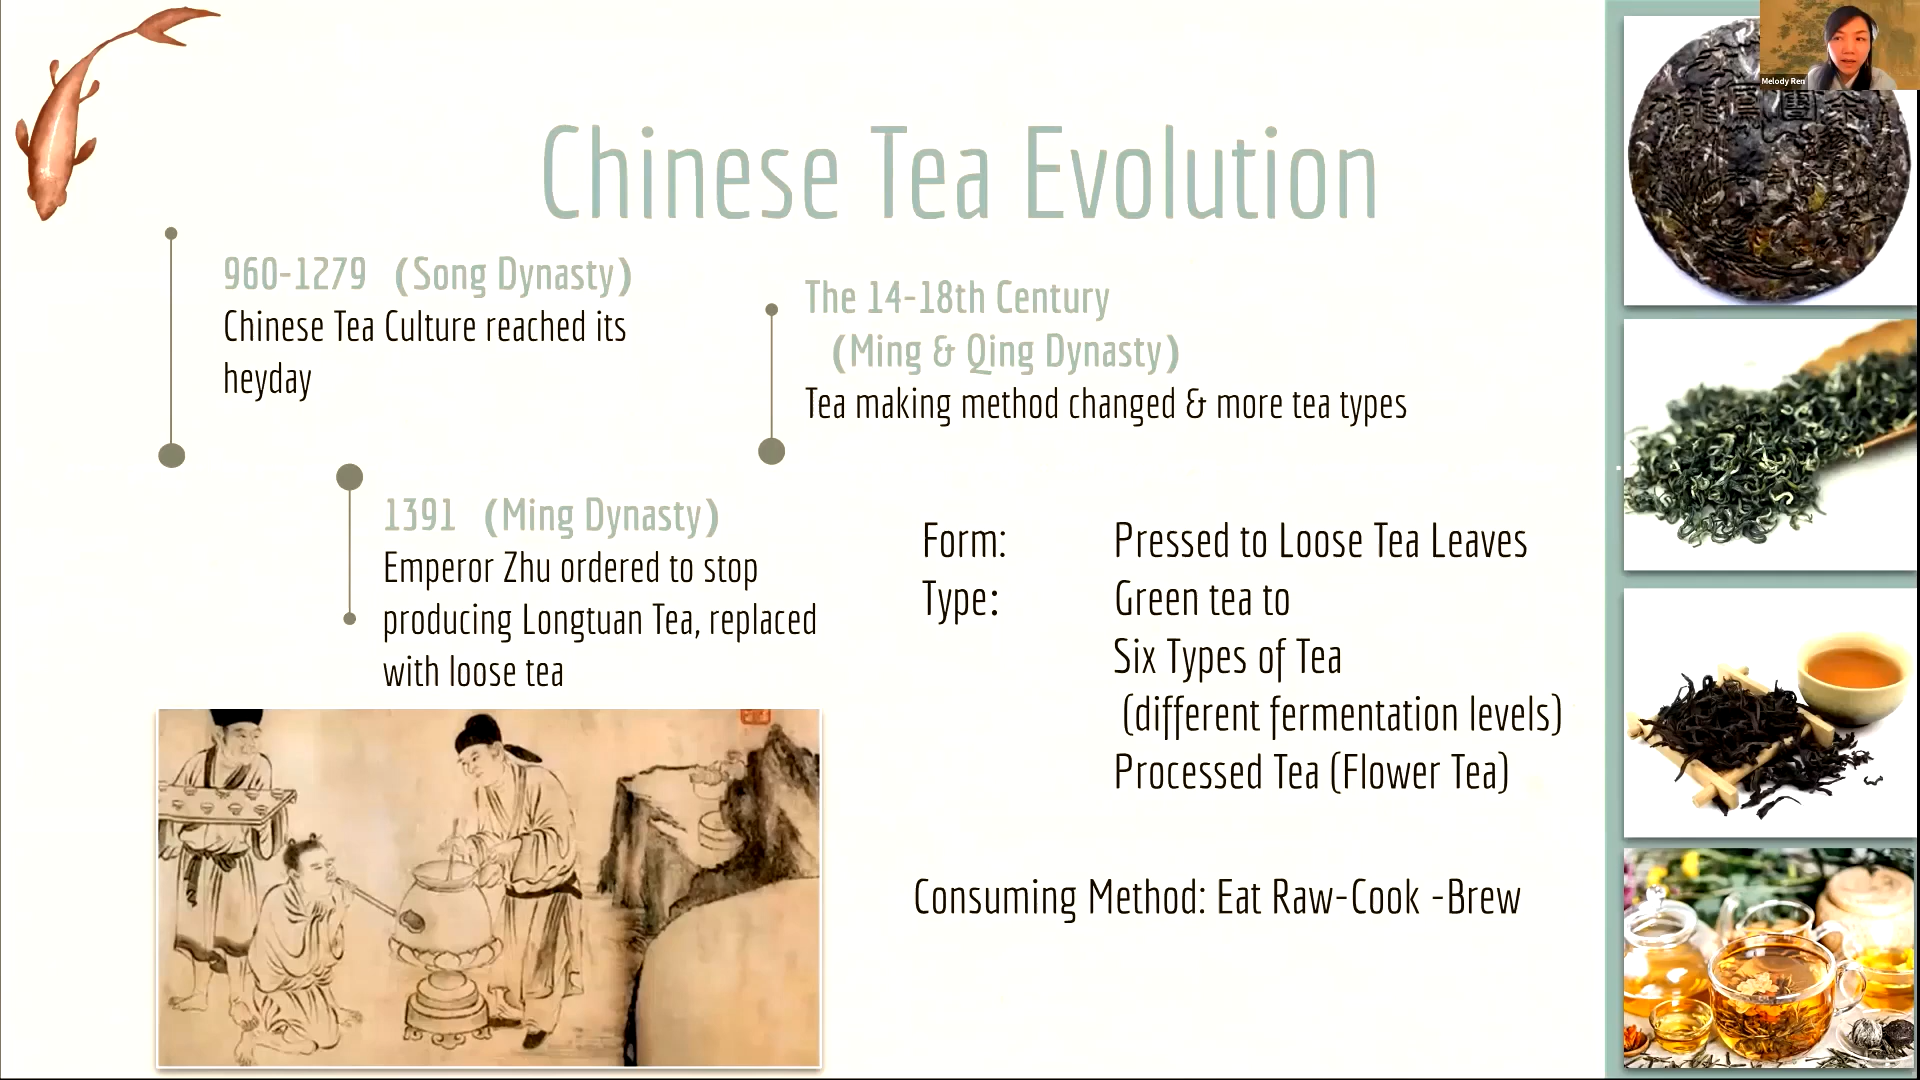 Chinese Tea Evolution
960-1279 (Song Dynasty)
Chinese Tea Culture reached its
heyday
The 14-18th Century
(Ming & Qing Dynasty)
Tea making method changed & more tea types
1391 (Ming Dynasty)
Emperor Zhu ordered to stop
producing Longtuan Tea, replaced
with loose tea
Form: Pressed to Loose Tea Leaves
Type: Green tea to
Six Types of Tea
(different fermentation levels)
Processed Tea (Flower Tea)
Consuming Method: Eat Raw-Cook -Brew
Melody Ren